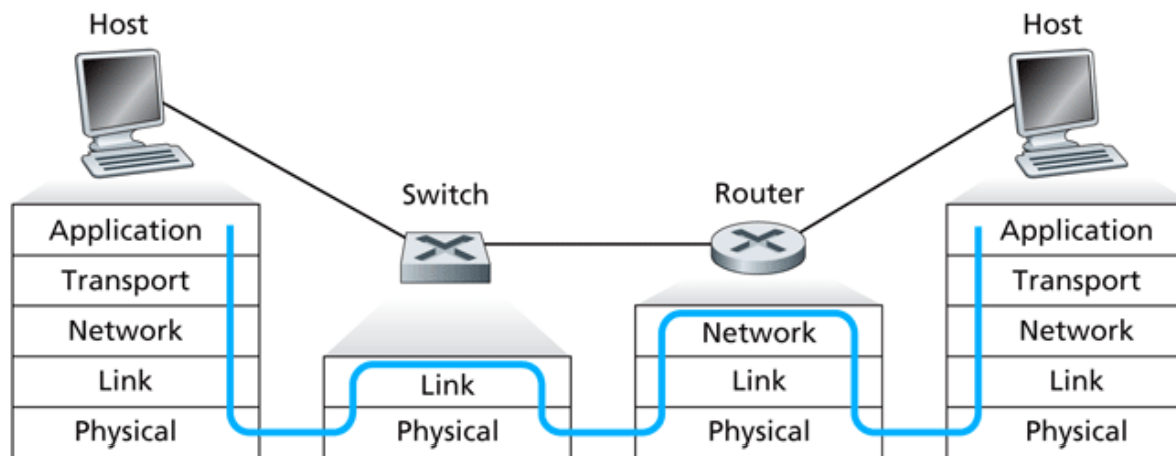 Host
Host
Switch
Router
Application
Transport
Network
Link
Physical
Link
Physical
Network
Link
Physical
Application
Transport
Network
Link
Physical